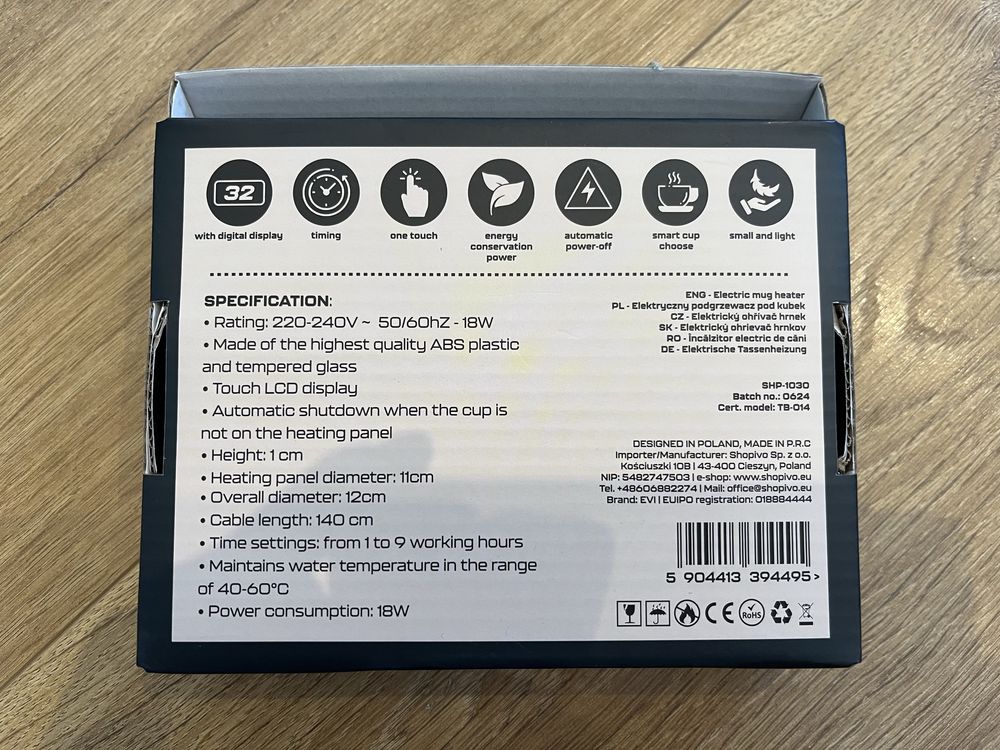 32
with digital display
timing
one touch
energy
conservation
power
automatic
power-off
smart cup
choose
small and light
SPECIFICATION:
• Rating: 220-240V ~ 50/60hZ - 18W
• Made of the highest quality ABS plastic
and tempered glass
• Touch LCD display
• Automatic shutdown when the cup is
not on the heating panel
• Height: 1 cm
• Heating panel diameter: 11cm
• Overall diameter: 12cm
• Cable length: 140 cm
• Time settings: from 1 to 9 working hours
• Maintains water temperature in the range
of 40-60°C
• Power consumption: 18W
ENG - Electric mug heater
PL - Elektryczny podgrzewacz pod kubek
CZ - Elektrický ohřívač hrnek
SK - Elektrický ohrievač hrnkov
RO - Încălzitor electric de căni
DE - Elektrische Tassenheizung
SHP-1030
Batch no.: 0624
Cert. model: TB-014
DESIGNED IN POLAND, MADE IN P.R.C
Importer/Manufacturer: Shopivo Sp. z o.o.
Kościuszki 10B | 43-400 Cieszyn, Poland
NIP: 5482747503 | e-shop: www.shopivo.eu
Tel. +48606882274 | Mail: office@shopivo.eu
Brand: EVI | EUIPO registration: 018884444
5 904413 394495 >
CE RoHS